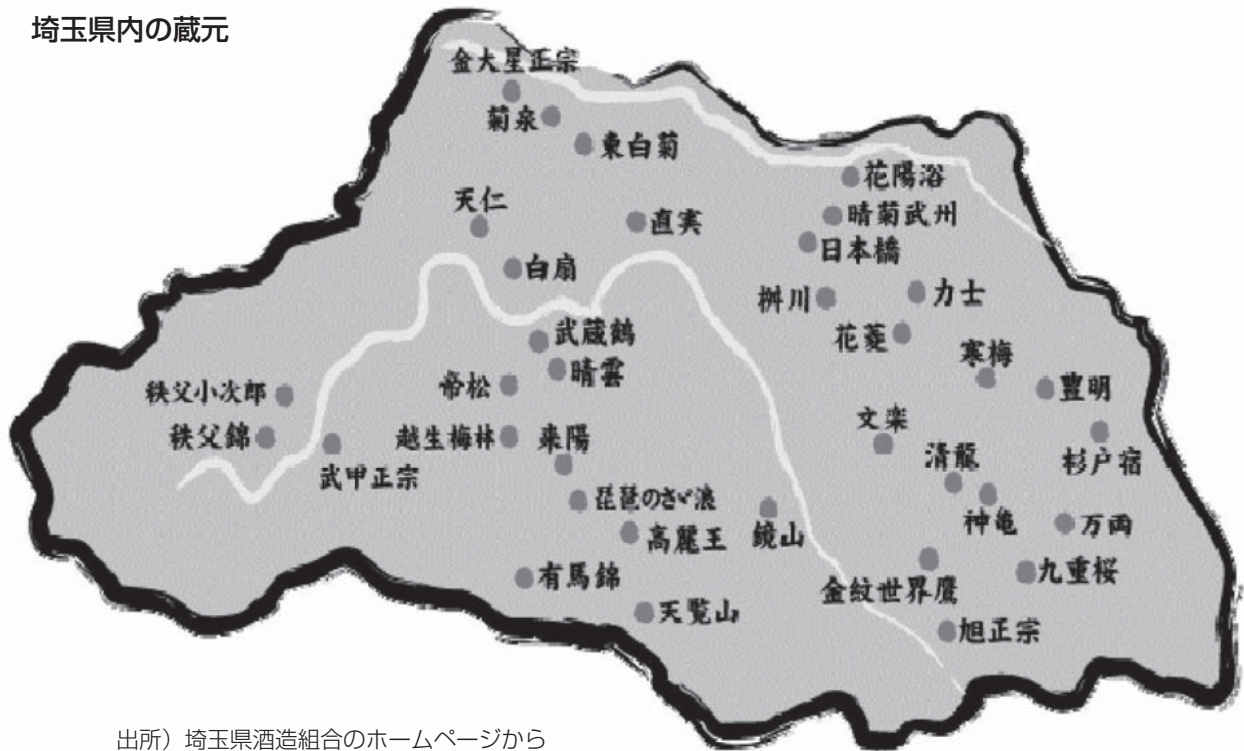 埼玉県内の蔵元
金大星正宗
菊泉
東白菊
花陽浴
天仁
直実
晴菊武州
日本橋
白扇
桝川
力士
武蔵鶴
花菱
寒梅
晴雲
秩父小次郎
帝松
豊明
文楽
秩父錦
越生梅林
来陽
清龍
杉戸宿
武甲正宗
琵琶のさゞ浪
神亀
万両
高麗王
鏡山
有馬錦
金紋世界鷹
九重桜
天覧山
旭正宗
出所）埼玉県酒造組合のホームページから